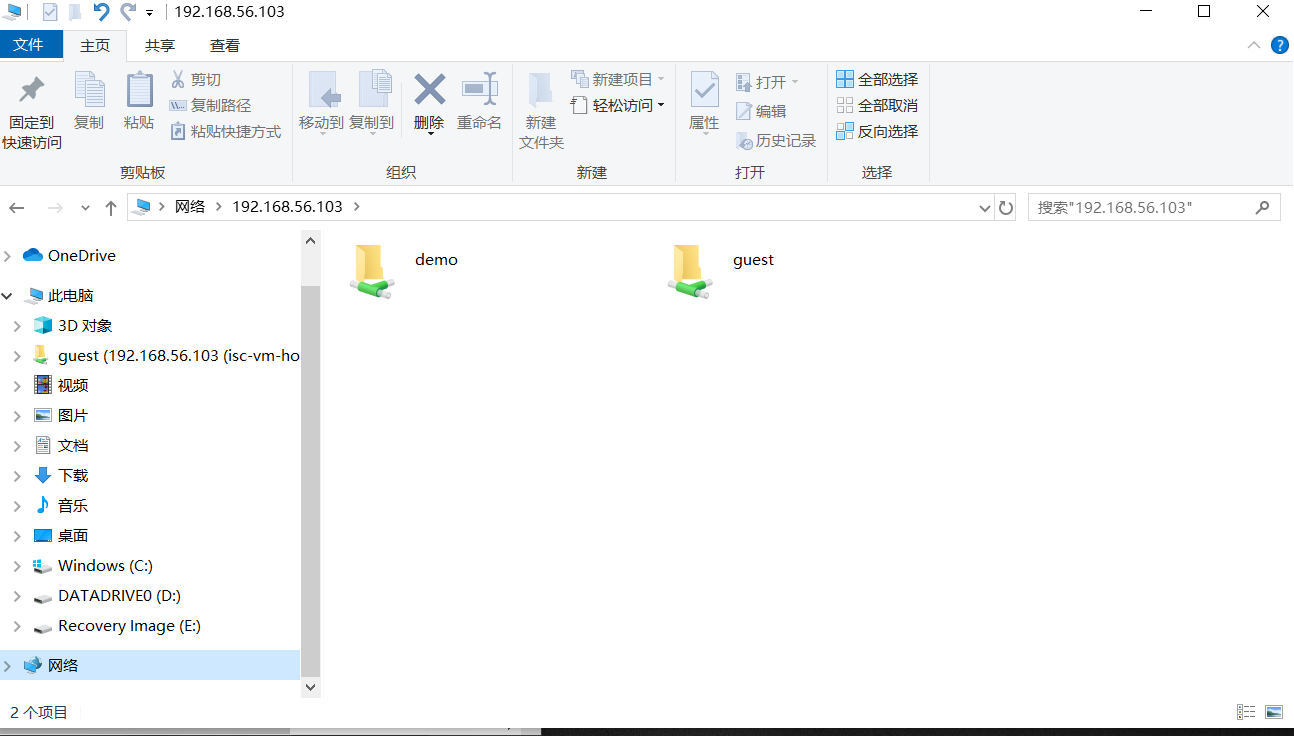 192.168.56.103
文件 主页 共享 查看
固定到
快速访问
复制
粘贴
剪切
复制路径
粘贴快捷方式
剪贴板
移动到
复制到
删除
重命名
组织
新建
文件夹
新建项目
轻松访问
新建
属性
打开
编辑
历史记录
打开
全部选择
全部取消
反向选择
选择
网络 192.168.56.103
搜索"192.168.56.103"
OneDrive
此电脑
3D 对象
guest (192.168.56.103 (isc-vm-ho
视频
图片
文档
下载
音乐
桌面
Windows (C:)
DATADRIVE0 (D:)
Recovery Image (E:)
网络
demo
guest
2 个项目